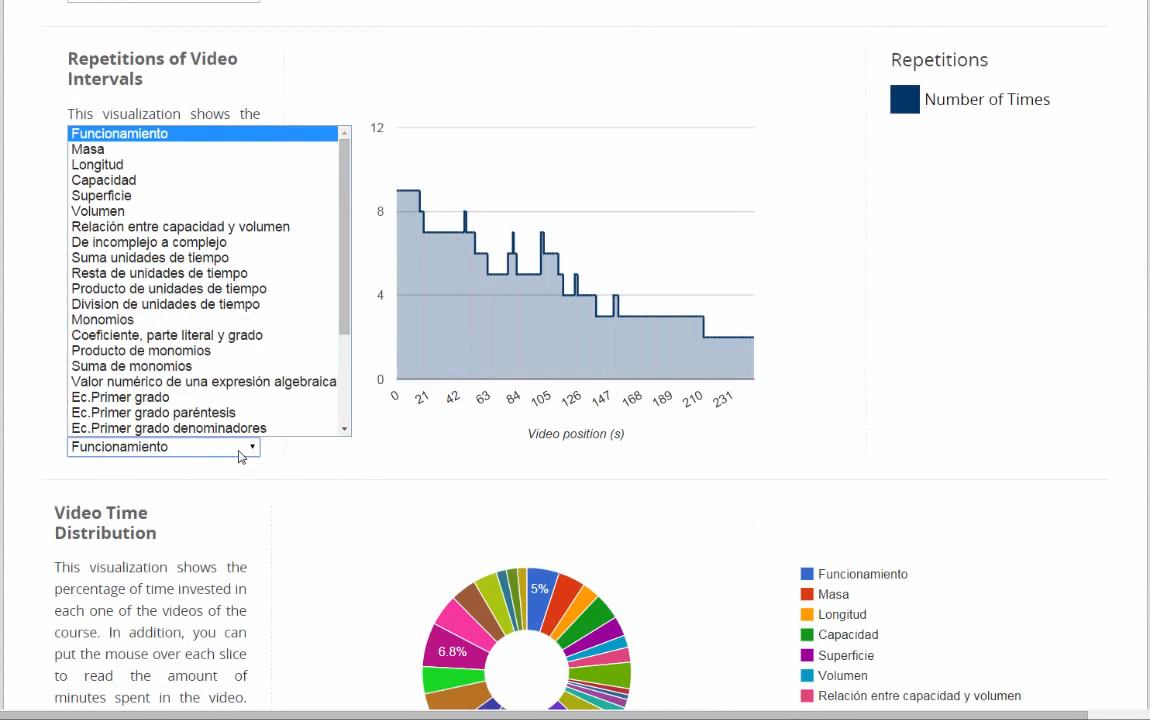 Repetitions of Video
Intervals
This visualization shows the
Funcionamiento
Masa
Longitud
Capacidad
Superficie
Volumen
Relación entre capacidad y volumen
De incomplejo a complejo
Suma unidades de tiempo
Resta de unidades de tiempo
Producto de unidades de tiempo
Division de unidades de tiempo
Monomios
Coeficiente, parte literal y grado
Producto de monomios
Suma de monomios
Valor numérico de una expresión algebraica
Ec.Primer grado
Ec.Primer grado paréntesis
Ec.Primer grado denominadores
Funcionamiento
12
8
4
0
0 21 42 63 84 105 126 147 168 189 210 231
Video position (s)
Repetitions
Number of Times
Video Time
Distribution
This visualization shows the
percentage of time invested in
each one of the videos of the
course. In addition, you can
put the mouse over each slice
to read the amount of
minutes spent in the video.
5%
6.8%
Funcionamiento
Masa
Longitud
Capacidad
Superficie
Volumen
Relación entre capacidad y volumen